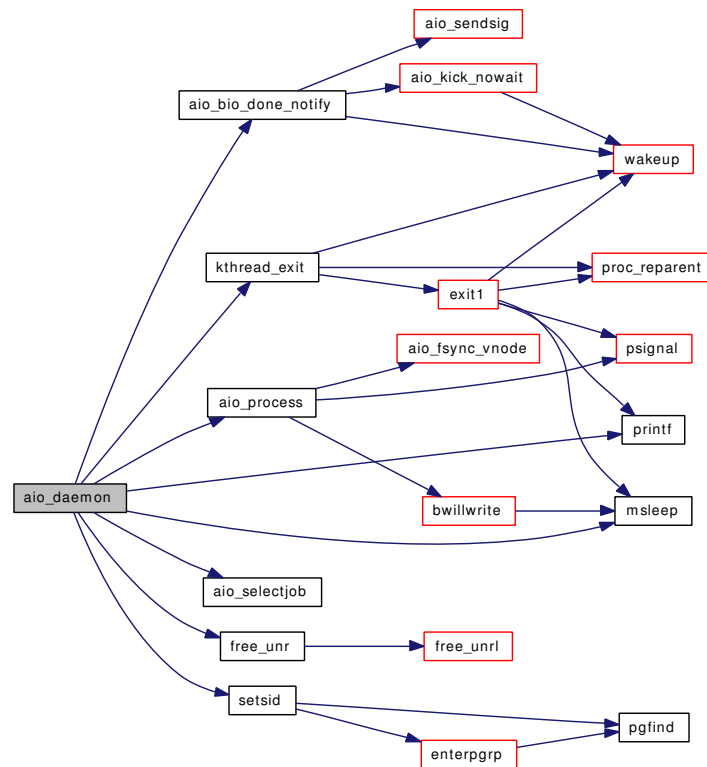 aio_sendsig
aio_kick_nowait
aio_bio_done_notify
wakeup
kthread_exit
proc_reparent
exit1
aio_fsync_vnode
psignal
aio_process
printf
aio_daemon
bwillwrite
msleep
aio_selectjob
free_unr
free_unrl
setsid
pgfind
enterpgrp